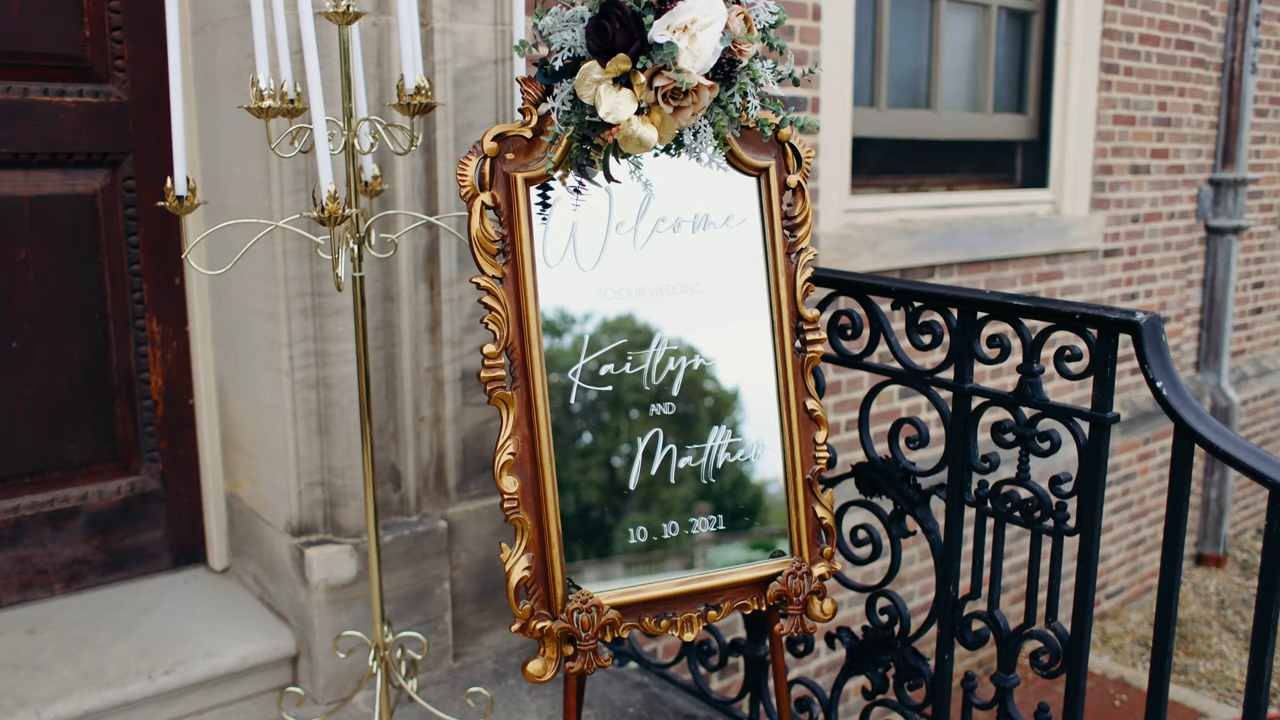 Welcome
TO OUR WEDDING
Kaitlyn
AND
Matthew
10.10.2021